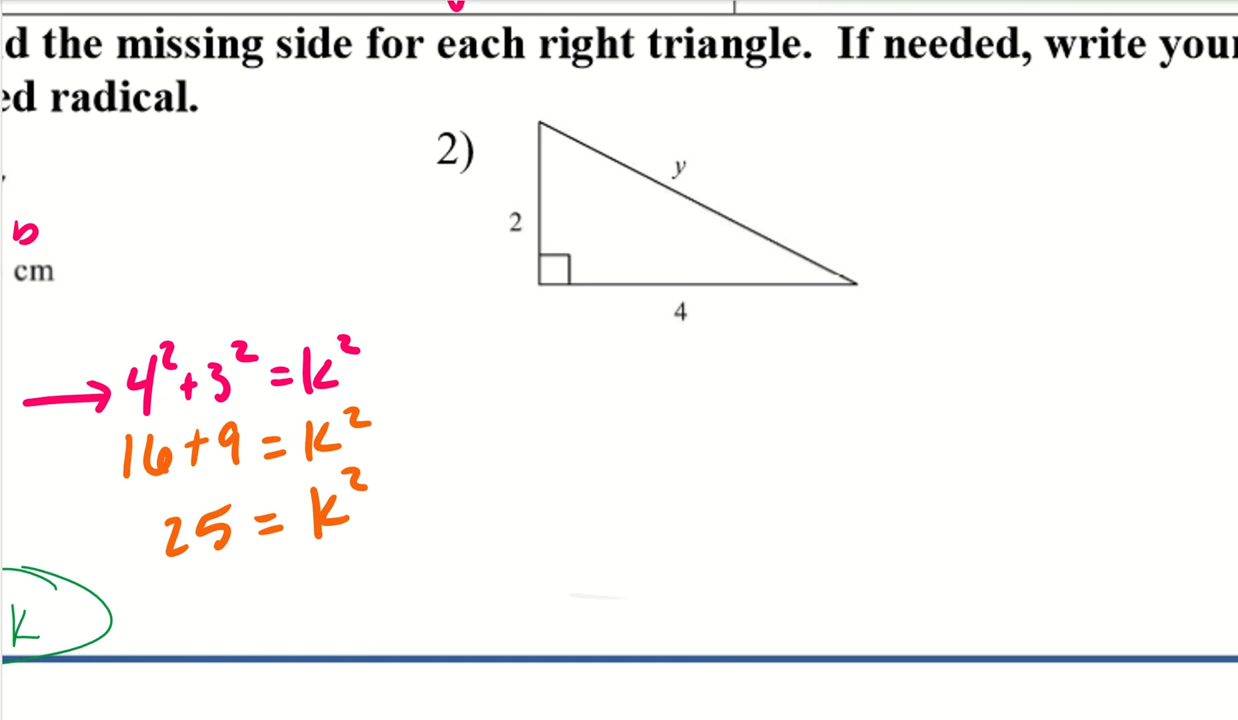 d the missing side for each right triangle. If needed, write your
ed radical.
2)
y
b
2
cm
4
4²+3²=k²
16+9=k²
25=k²
k